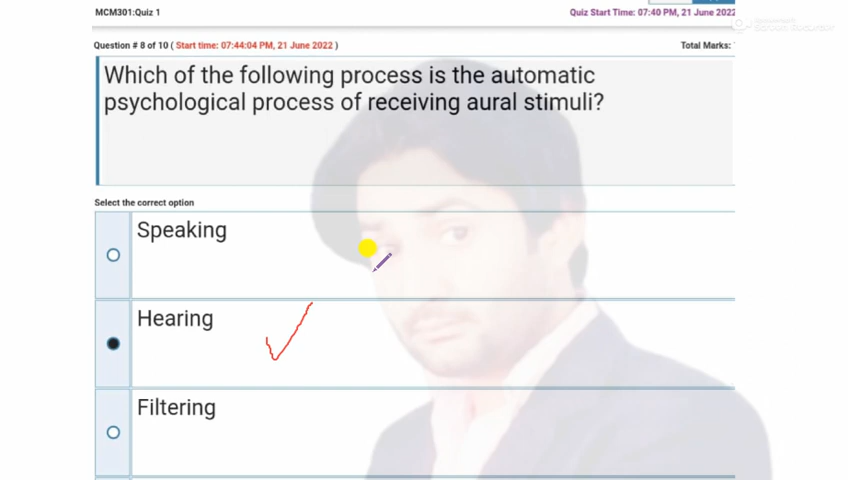 MCM301:Quiz 1
Quiz Start Time: 07:40 PM, 21 June 2022
Question # 8 of 10 ( Start time: 07:44:04 PM, 21 June 2022 )
Total Marks:
Which of the following process is the automatic
psychological process of receiving aural stimuli?
Select the correct option
Speaking
Hearing
Filtering